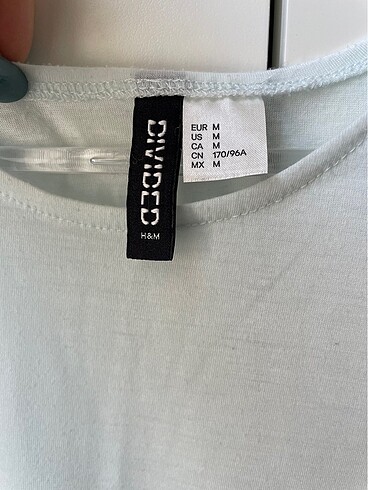 DIVIDED
H&M
EUR M
US M
CA M
CN 170/96A
MX M